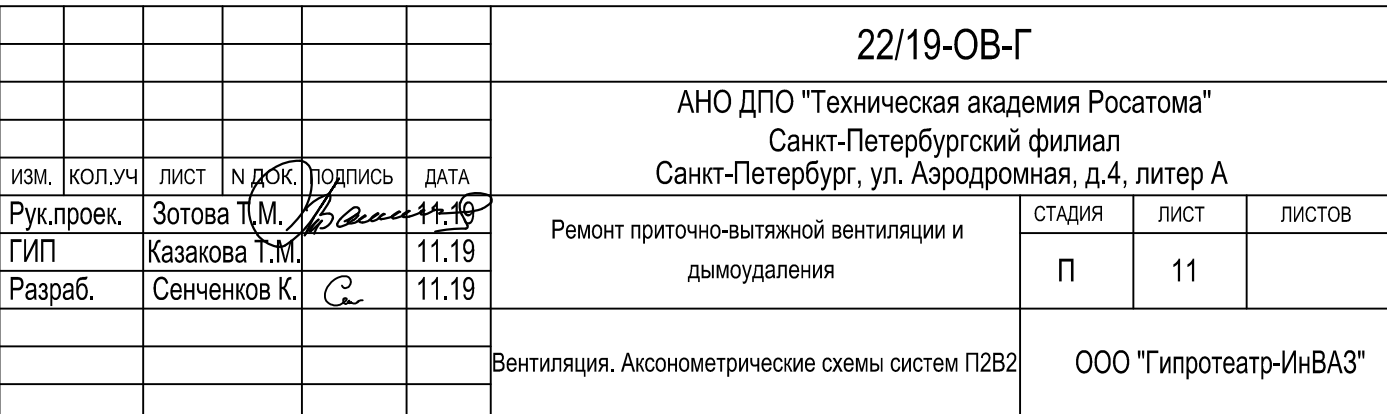 22/19-ОВ-Г
АНО ДПО "Техническая академия Росатома"
Санкт-Петербургский филиал
Санкт-Петербург, ул. Аэродромная, д.4, литер А
ИЗМ. КОЛ.УЧ ЛИСТ N ДОК. ПОДПИСЬ ДАТА
Рук.проек. Зотова Т.М. 11.19
ГИП Казакова Т.М. 11.19
Разраб. Сенченков К. 11.19
Ремонт приточно-вытяжной вентиляции и
дымоудаления
СТАДИЯ ЛИСТ ЛИСТОВ
П 11
Вентиляция. Аксонометрические схемы систем П2В2
ООО "Гипротеатр-ИнВАЗ"